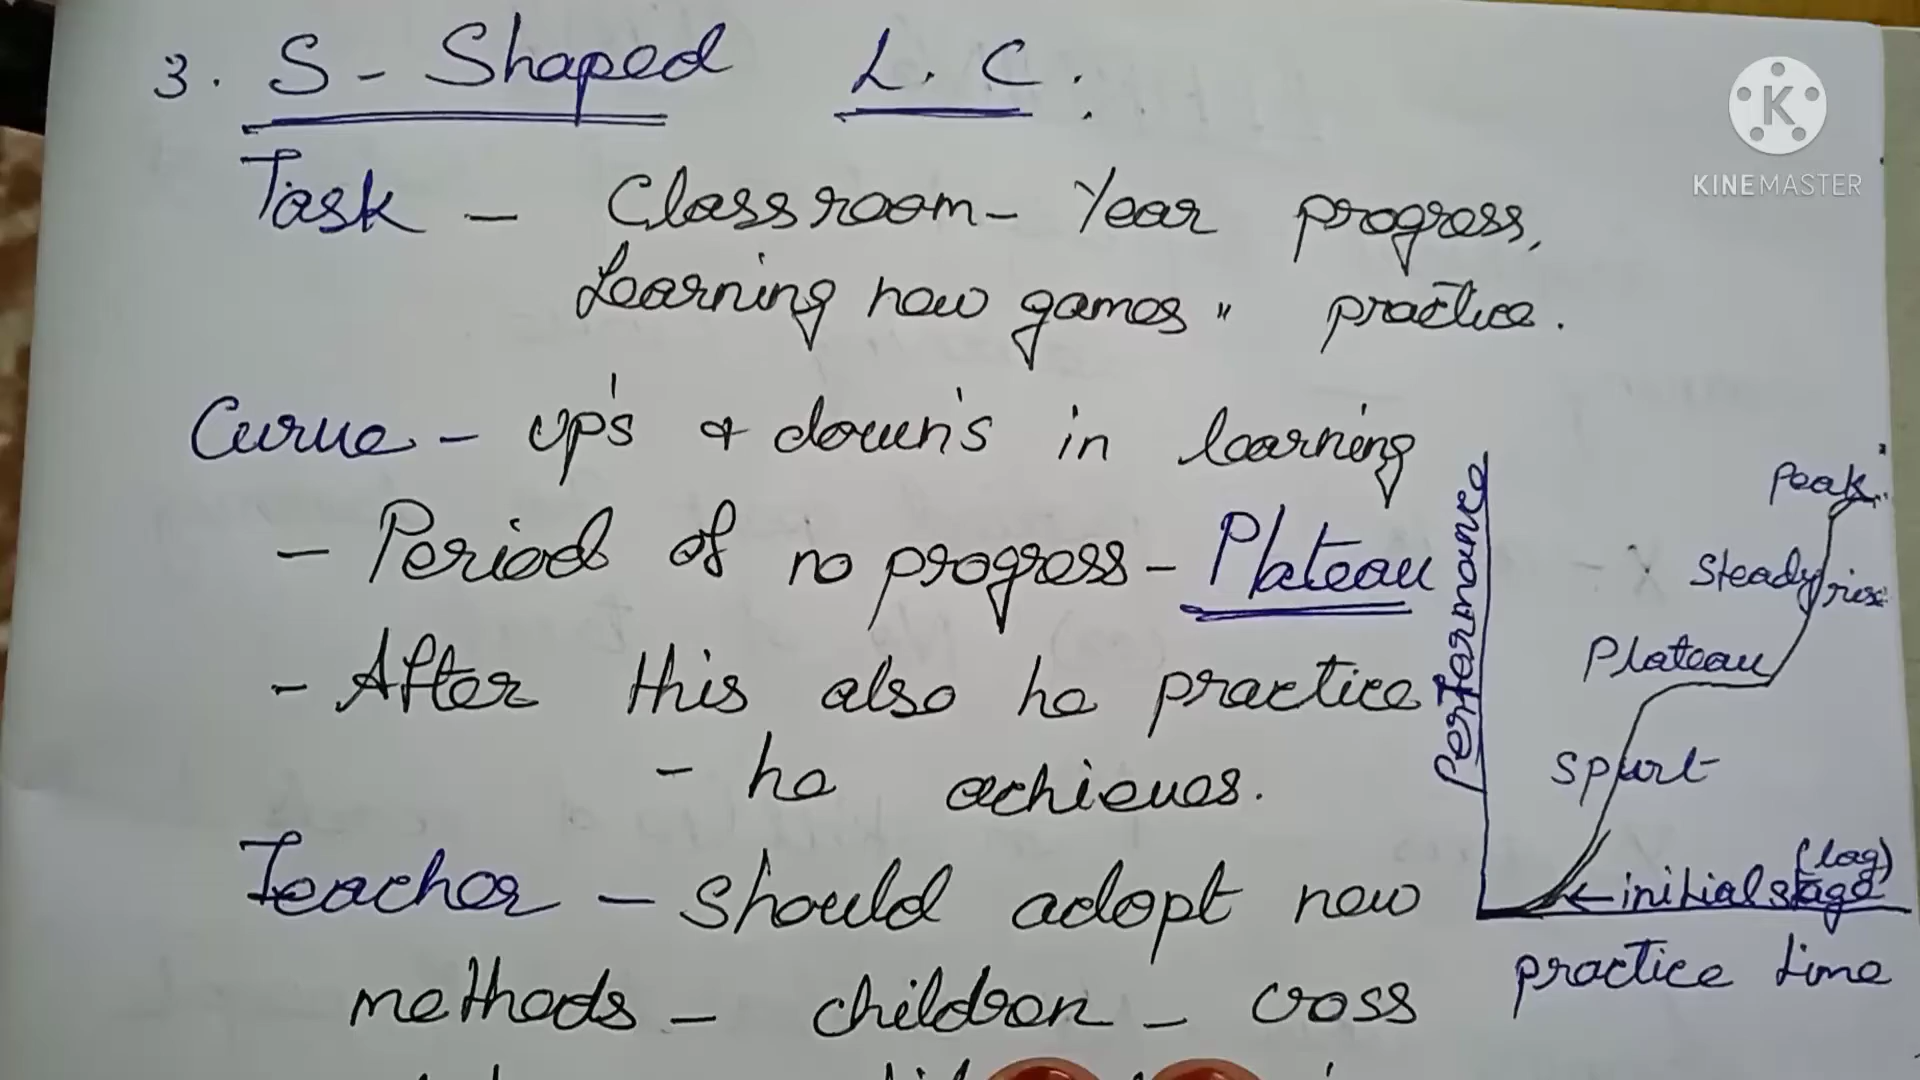 3. S - Shaped L. C :
KINEMASTER
Task - Classroom - Year progress,
Learning new games " practice.
Curve - up's & down's in learning
- Period of no progress - Plateau
- After this also he practice
- he achieves.
Teacher - should adopt new
methods - children - cross
Performance
Peak
Steady rise
Plateau
Spurt
(lag)
← initial stage
practice time